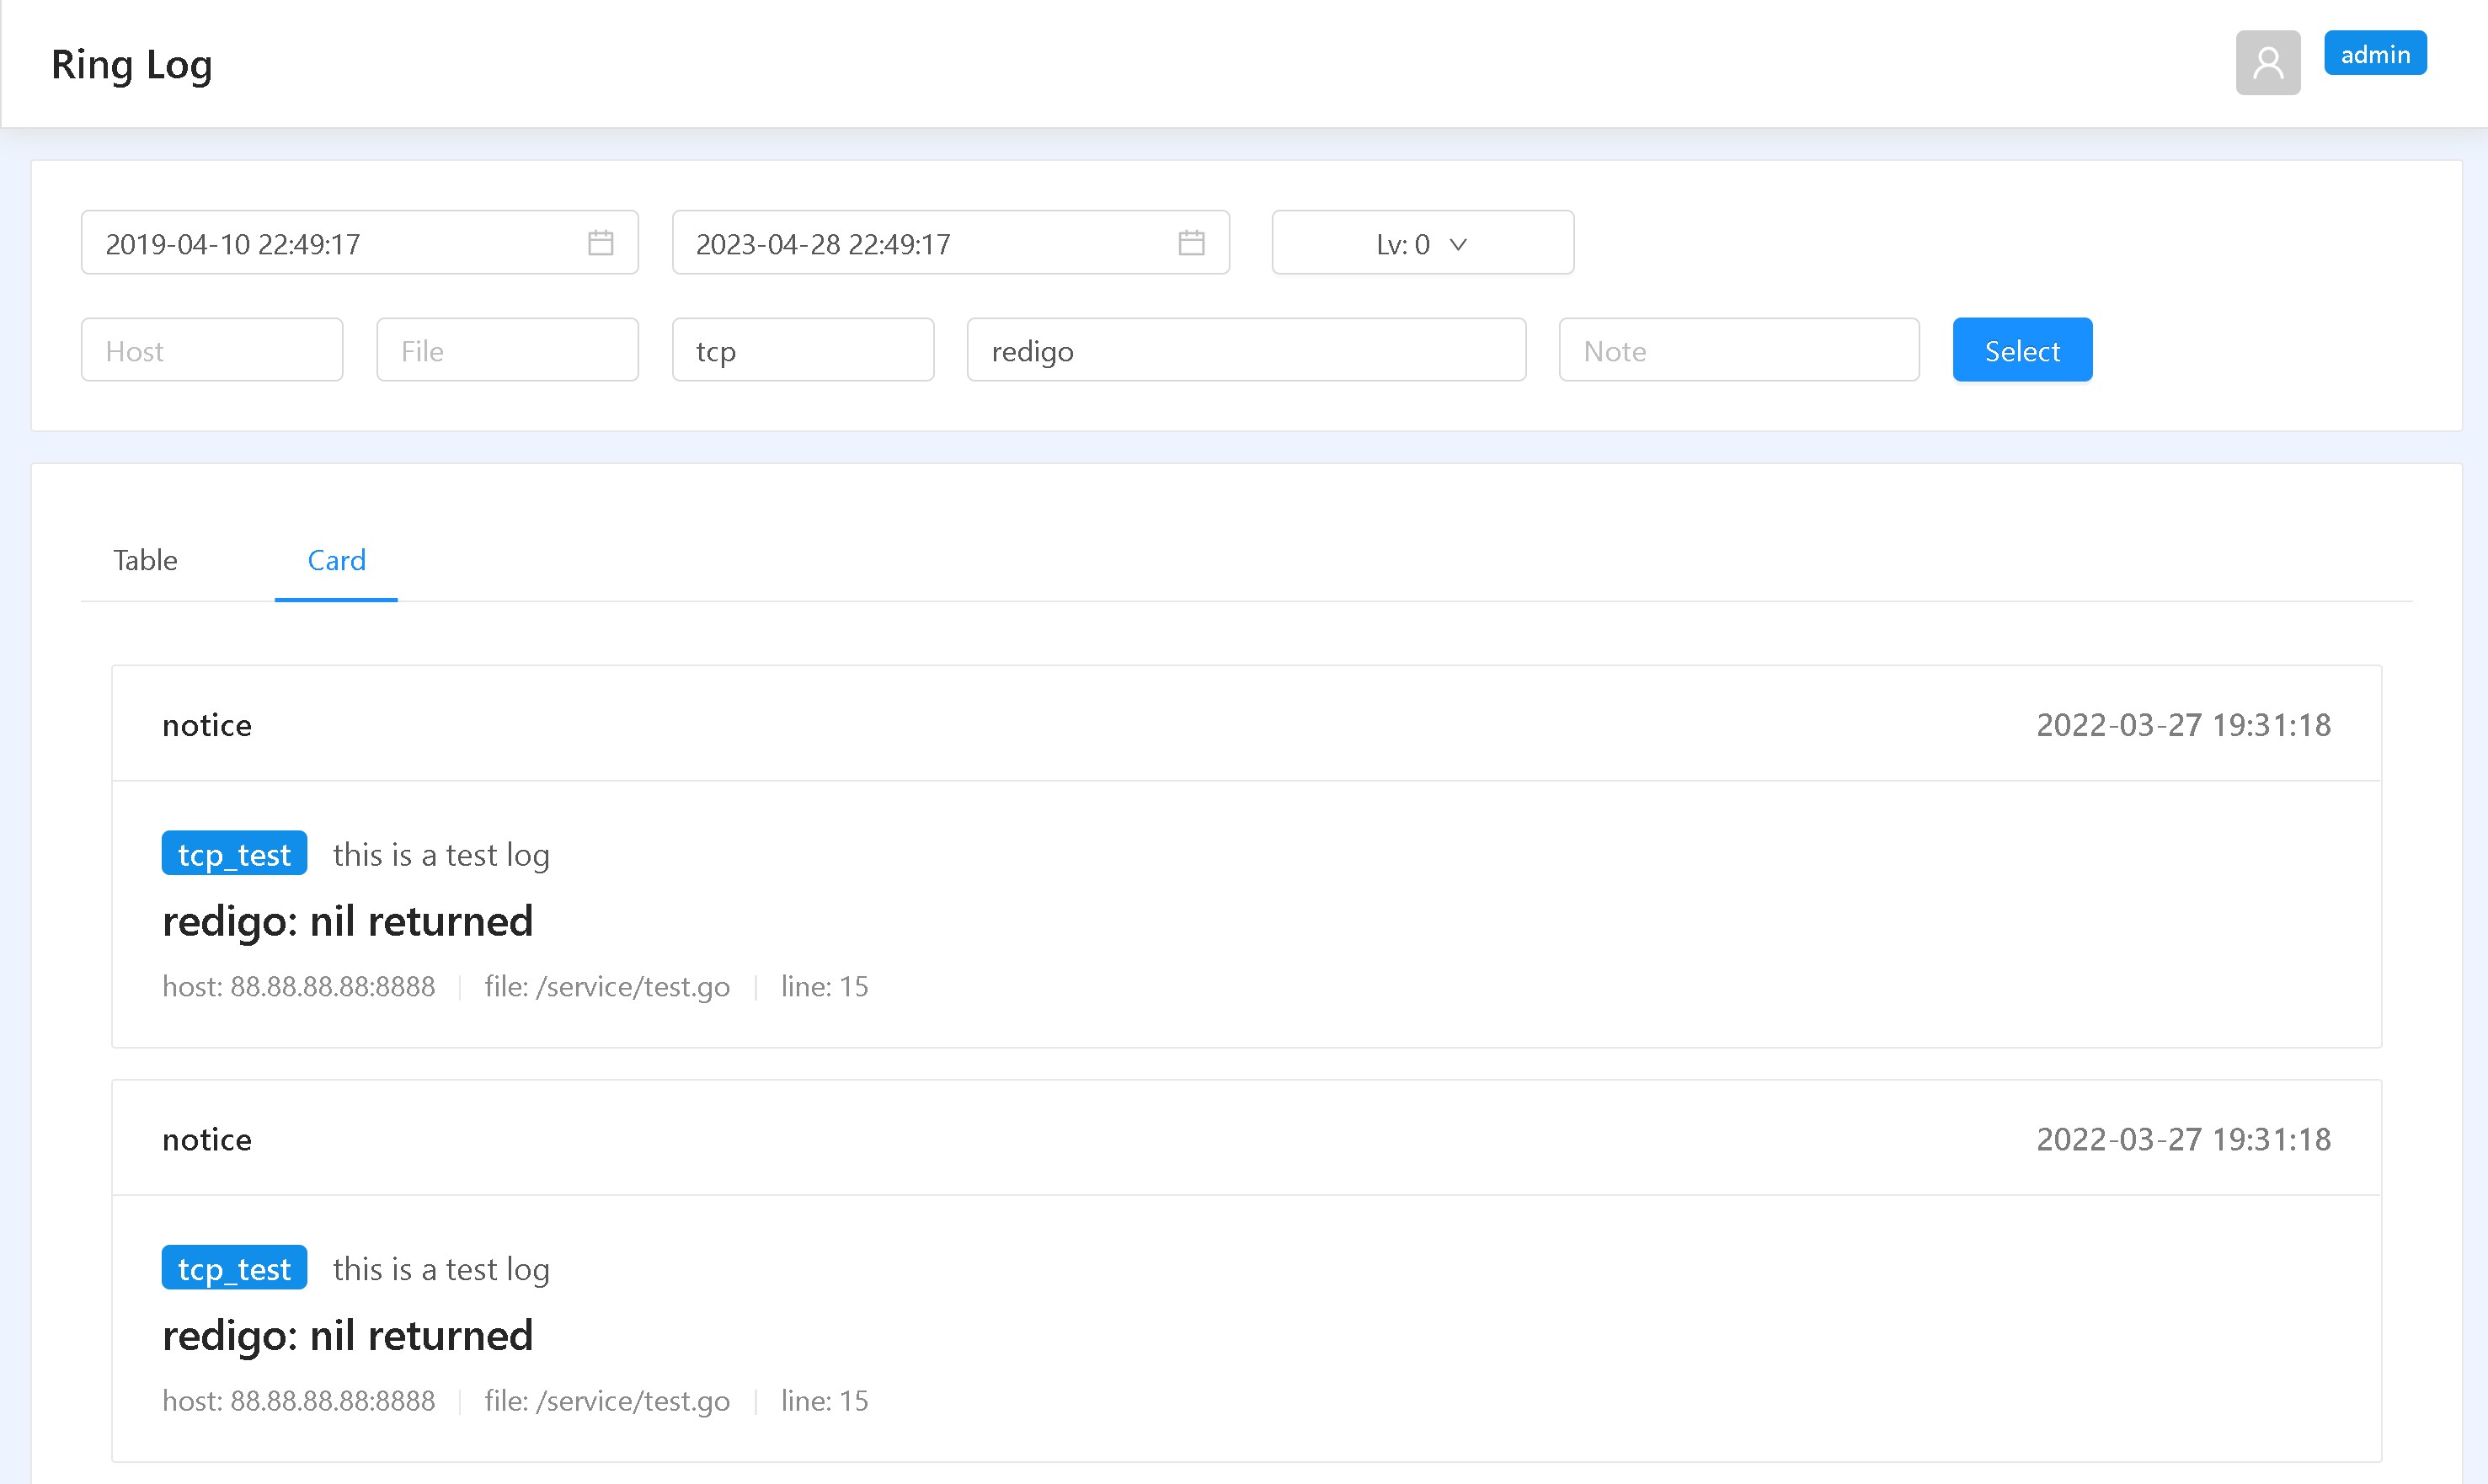 Ring Log
admin
2019-04-10 22:49:17
2023-04-28 22:49:17
Lv: 0
Host
File
tcp
redigo
Note
Select
Table
Card
notice
2022-03-27 19:31:18
tcp_test this is a test log
redigo: nil returned
host: 88.88.88.88:8888
file: /service/test.go
line: 15
notice
2022-03-27 19:31:18
tcp_test this is a test log
redigo: nil returned
host: 88.88.88.88:8888
file: /service/test.go
line: 15